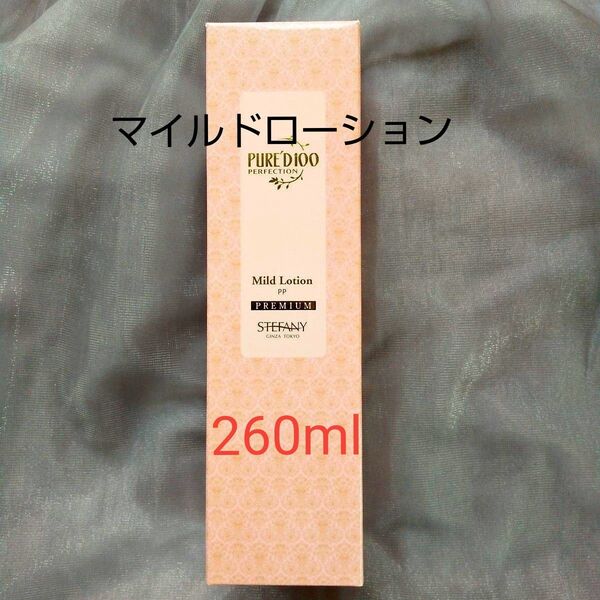 マイルドローション
PURE'D 100
PERFECTION
Mild Lotion
PP
PREMIUM
STEFANY
GINZA TOKYO
260ml